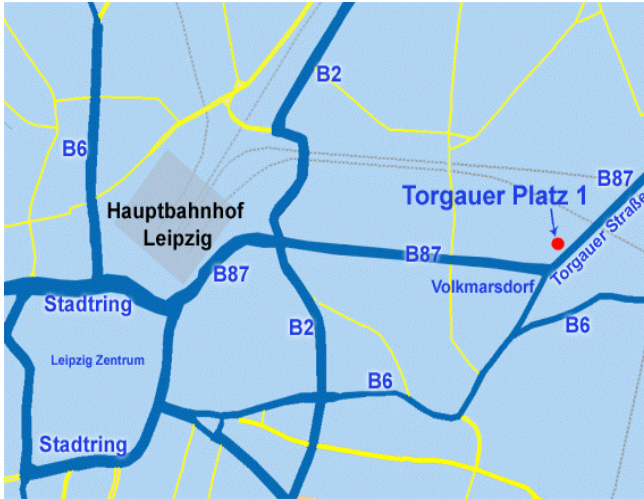 B2
B6
B87
Torgauer Platz 1
Hauptbahnhof
Leipzig
Torgauer Straße
B87
B87
Volkmarsdorf
Stadtring
B2
B6
Leipzig Zentrum
B6
Stadtring